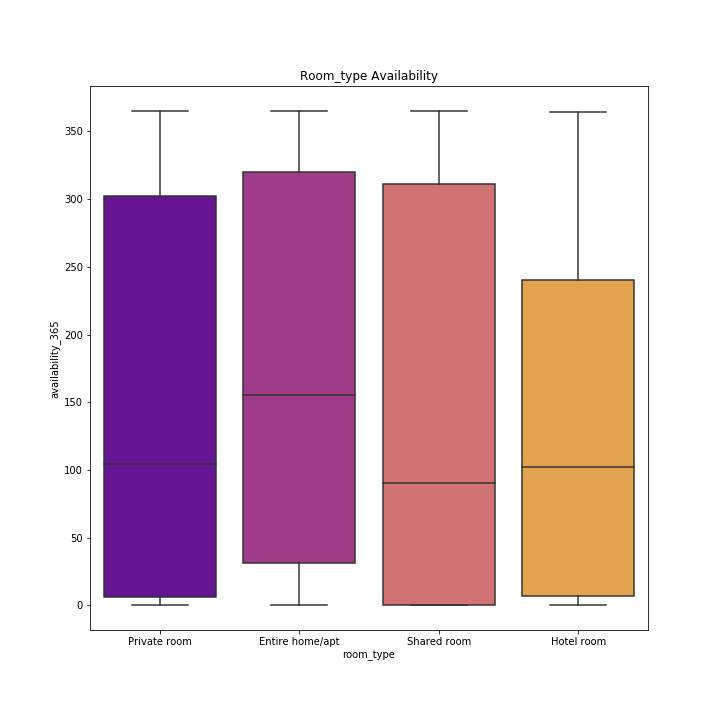 Room_type Availability
availability_365
350
300
250
200
150
100
50
0
Private room
Entire home/apt
Shared room
Hotel room
room_type